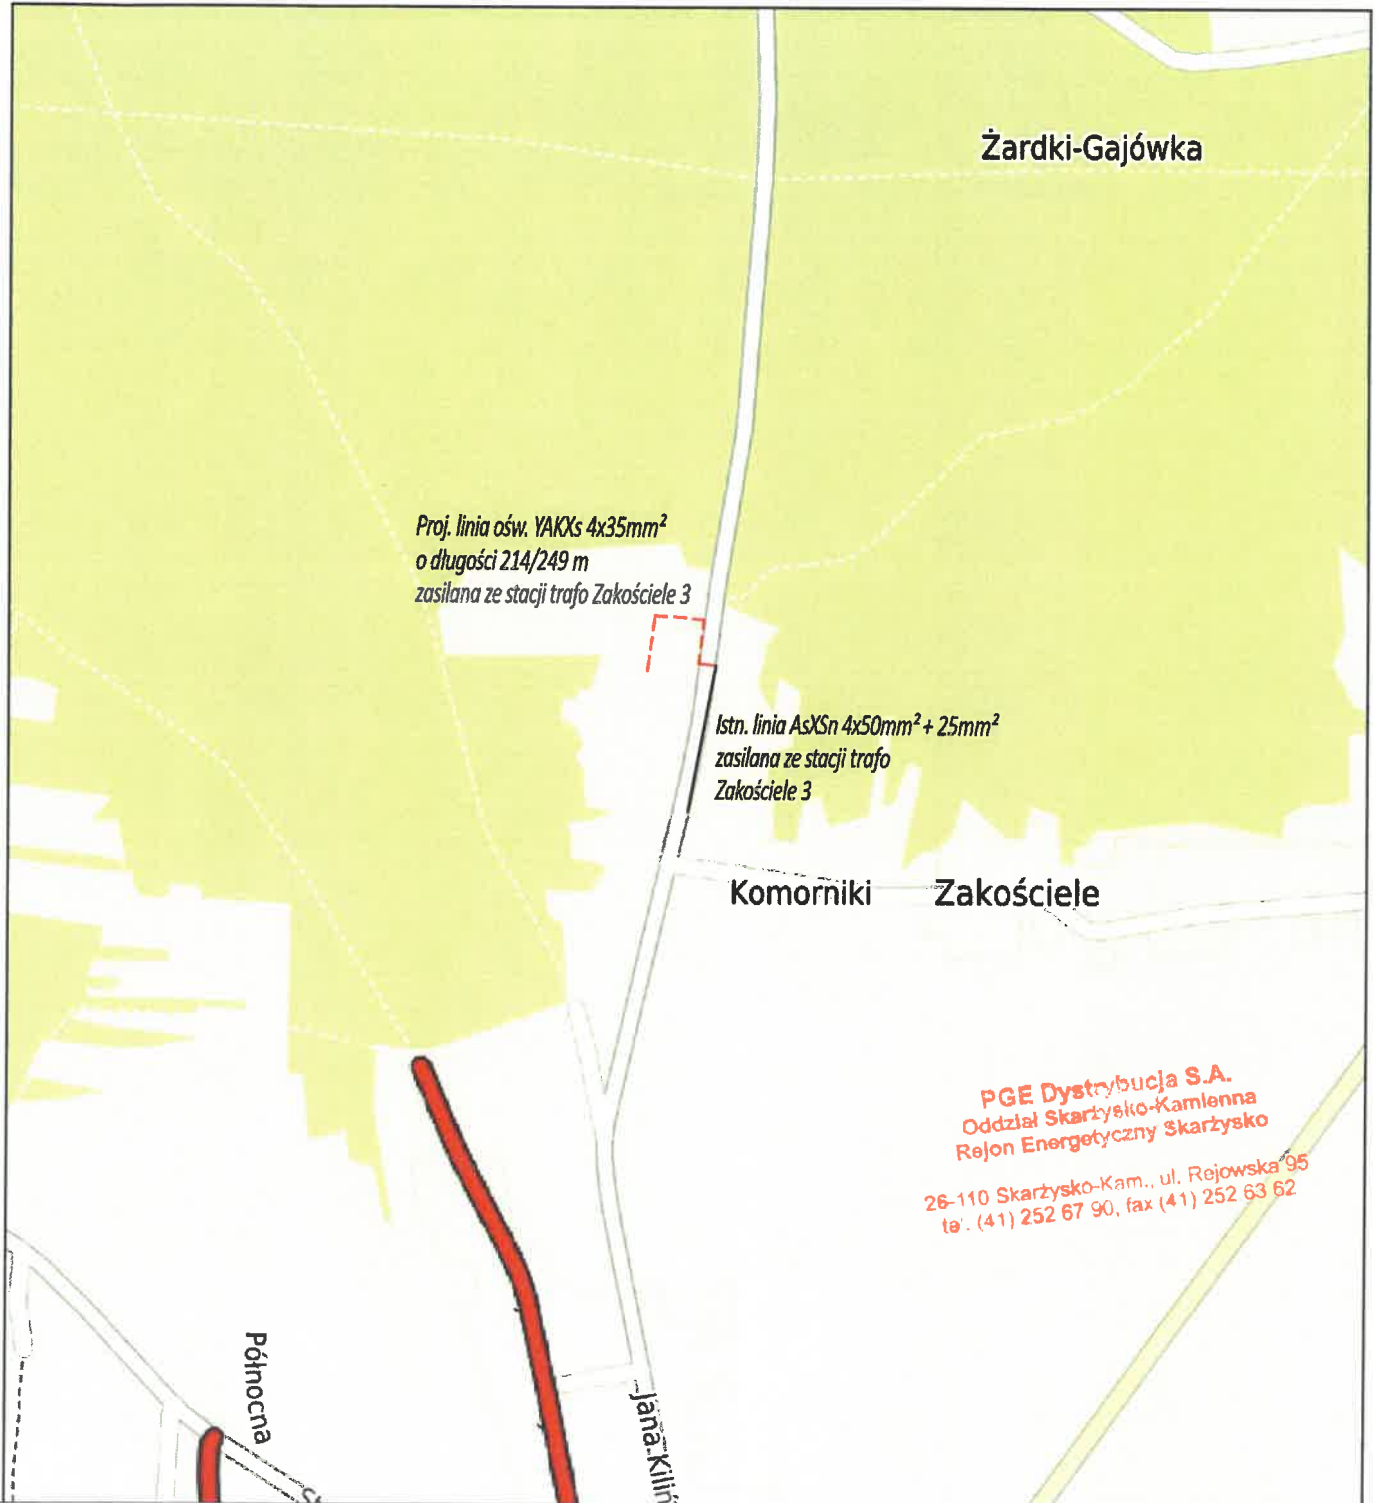 Żardki-Gajówka
Proj. linia ośw. YAKXs 4x35mm²
o długości 214/249 m
zasilana ze stacji trafo Zakościele 3
Istn. linia AsXSn 4x50mm² + 25mm²
zasilana ze stacji trafo
Zakościele 3
Komorniki
Zakościele
PGE Dystrybucja S.A.
Oddział Skarżysko-Kamienna
Rejon Energetyczny Skarżysko
26-110 Skarżysko-Kam., ul. Rejowska 95
tel. (41) 252 67 90, fax (41) 252 63 62
Północna
Jana Kiliń